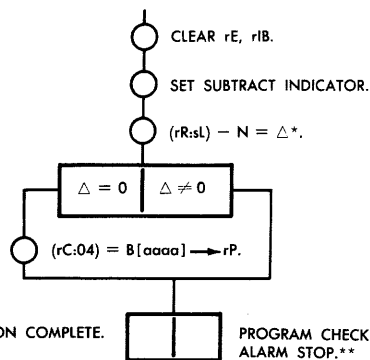 CLEAR rE, rIB.
SET SUBTRACT INDICATOR.
(rR:sL) — N = △*.
△ = 0 △ ≠ 0
(rC:04) = B[aaaa] → rP.
ON COMPLETE.
PROGRAM CHECK
ALARM STOP.**